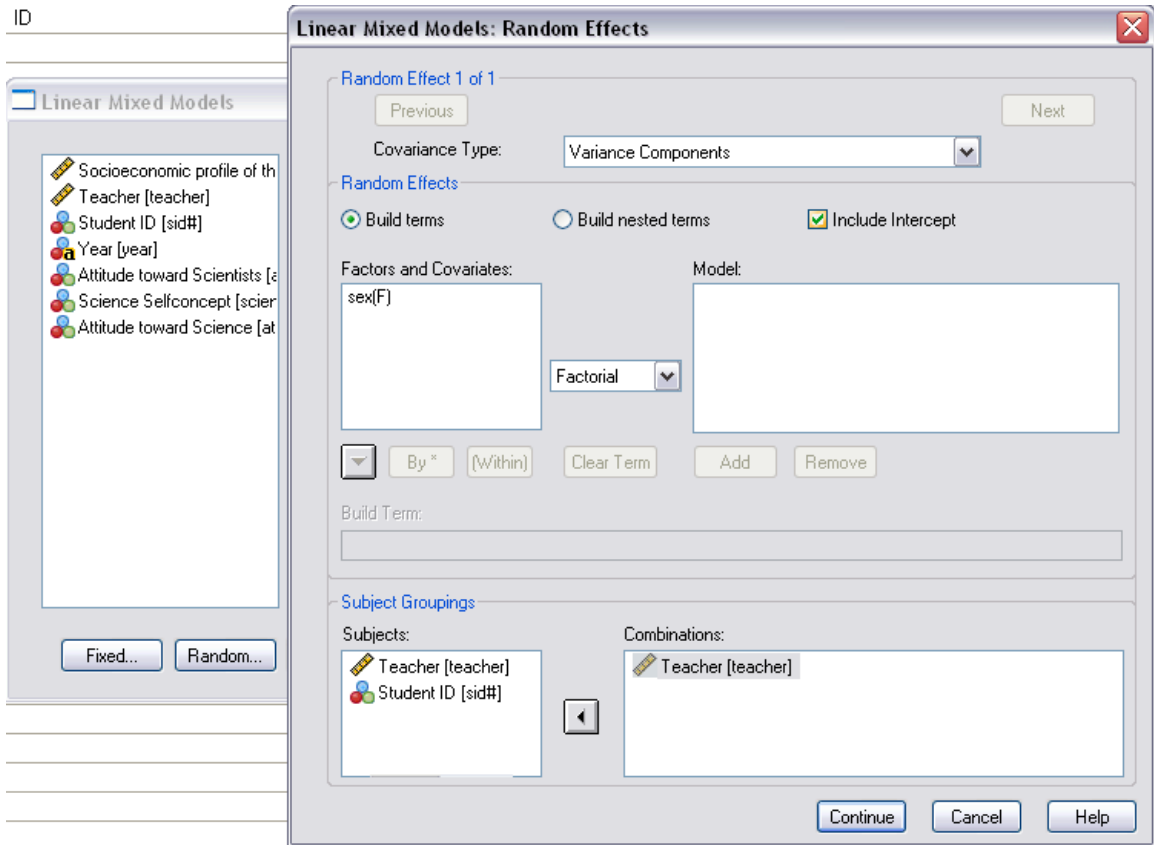 ID
Linear Mixed Models
Socioeconomic profile of th
Teacher [teacher]
Student ID [sid#]
Year [year]
Attitude toward Scientists [a
Science Selfconcept [scien
Attitude toward Science [at
Fixed...
Random...
Linear Mixed Models: Random Effects
Random Effect 1 of 1
Previous
Next
Covariance Type:
Variance Components
Random Effects
Build terms
Build nested terms
Include Intercept
Factors and Covariates:
Model:
sex(F)
Factorial
By *
(Within)
Clear Term
Add
Remove
Build Term:
Subject Groupings
Subjects:
Combinations:
Teacher [teacher]
Student ID [sid#]
Teacher [teacher]
Continue
Cancel
Help